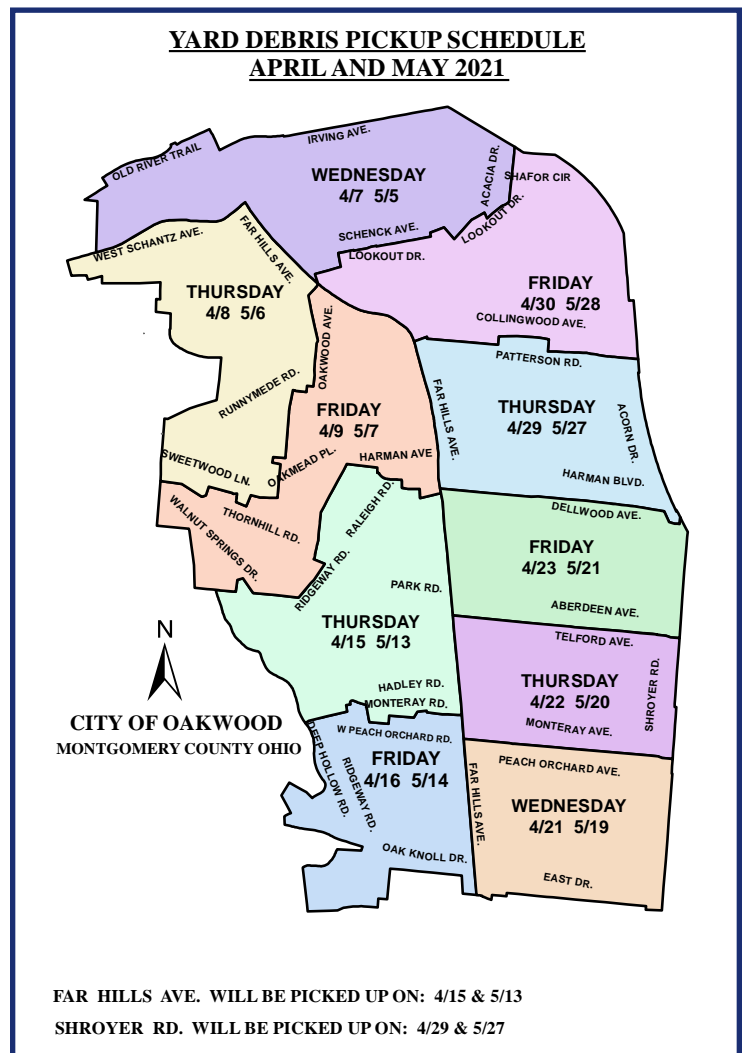 YARD DEBRIS PICKUP SCHEDULE
APRIL AND MAY 2021
IRVING AVE.
OLD RIVER TRAIL
WEDNESDAY
4/7 5/5
ACACIA DR.
SHAFOR CIR
LOOKOUT DR.
SCHENCK AVE.
FAR HILLS AVE.
WEST SCHANTZ AVE.
LOOKOUT DR.
THURSDAY
4/8 5/6
FRIDAY
4/30 5/28
COLLINGWOOD AVE.
OAKWOOD AVE.
PATTERSON RD.
RUNNYMEDE RD.
FAR HILLS AVE.
THURSDAY
4/29 5/27
ACORN DR.
FRIDAY
4/9 5/7
HARMAN AVE
SWEETWOOD LN.
OAKMEAD PL.
HARMAN BLVD.
WALNUT SPRINGS DR.
THORNHILL RD.
RALEIGH RD.
DELLWOOD AVE.
FRIDAY
4/23 5/21
RIDGEWAY RD.
PARK RD.
ABERDEEN AVE.
THURSDAY
4/15 5/13
TELFORD AVE.
N
HADLEY RD.
MONTERAY RD.
THURSDAY
4/22 5/20
SHROYER RD.
MONTERAY AVE.
CITY OF OAKWOOD
MONTGOMERY COUNTY OHIO
DEEP HOLLOW RD.
W PEACH ORCHARD RD.
FRIDAY
4/16 5/14
RIDGEWAY RD.
FAR HILLS AVE.
PEACH ORCHARD AVE.
WEDNESDAY
4/21 5/19
OAK KNOLL DR.
EAST DR.
FAR HILLS AVE. WILL BE PICKED UP ON: 4/15 & 5/13
SHROYER RD. WILL BE PICKED UP ON: 4/29 & 5/27